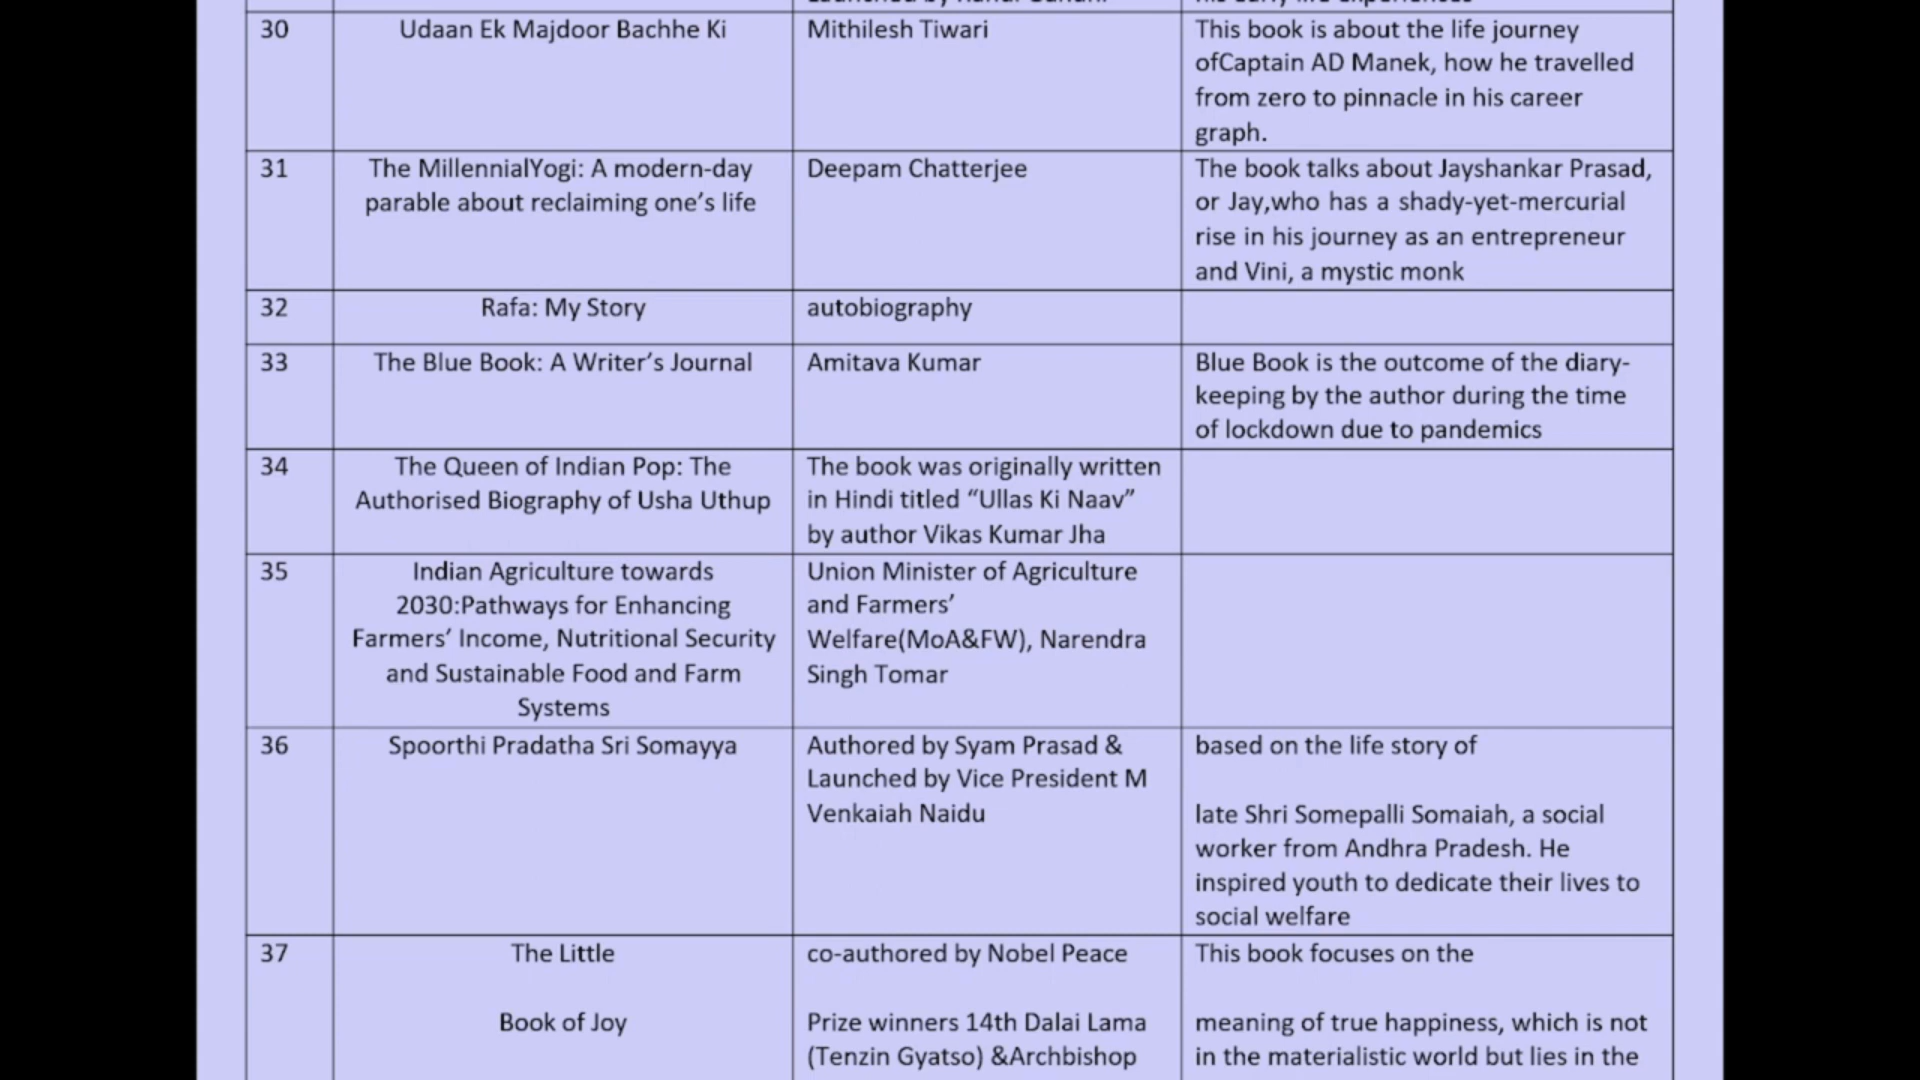 30
Udaan Ek Majdoor Bachhe Ki
Mithilesh Tiwari
This book is about the life journey
ofCaptain AD Manek, how he travelled
from zero to pinnacle in his career
graph.
31
The MillennialYogi: A modern-day
parable about reclaiming one’s life
Deepam Chatterjee
The book talks about Jayshankar Prasad,
or Jay,who has a shady-yet-mercurial
rise in his journey as an entrepreneur
and Vini, a mystic monk
32
Rafa: My Story
autobiography
33
The Blue Book: A Writer’s Journal
Amitava Kumar
Blue Book is the outcome of the diary-
keeping by the author during the time
of lockdown due to pandemics
34
The Queen of Indian Pop: The
Authorised Biography of Usha Uthup
The book was originally written
in Hindi titled “Ullas Ki Naav”
by author Vikas Kumar Jha
35
Indian Agriculture towards
2030:Pathways for Enhancing
Farmers’ Income, Nutritional Security
and Sustainable Food and Farm
Systems
Union Minister of Agriculture
and Farmers’
Welfare(MoA&FW), Narendra
Singh Tomar
36
Spoorthi Pradatha Sri Somayya
Authored by Syam Prasad &
Launched by Vice President M
Venkaiah Naidu
based on the life story of
late Shri Somepalli Somaiah, a social
worker from Andhra Pradesh. He
inspired youth to dedicate their lives to
social welfare
37
The Little
Book of Joy
co-authored by Nobel Peace
Prize winners 14th Dalai Lama
(Tenzin Gyatso) &Archbishop
This book focuses on the
meaning of true happiness, which is not
in the materialistic world but lies in the